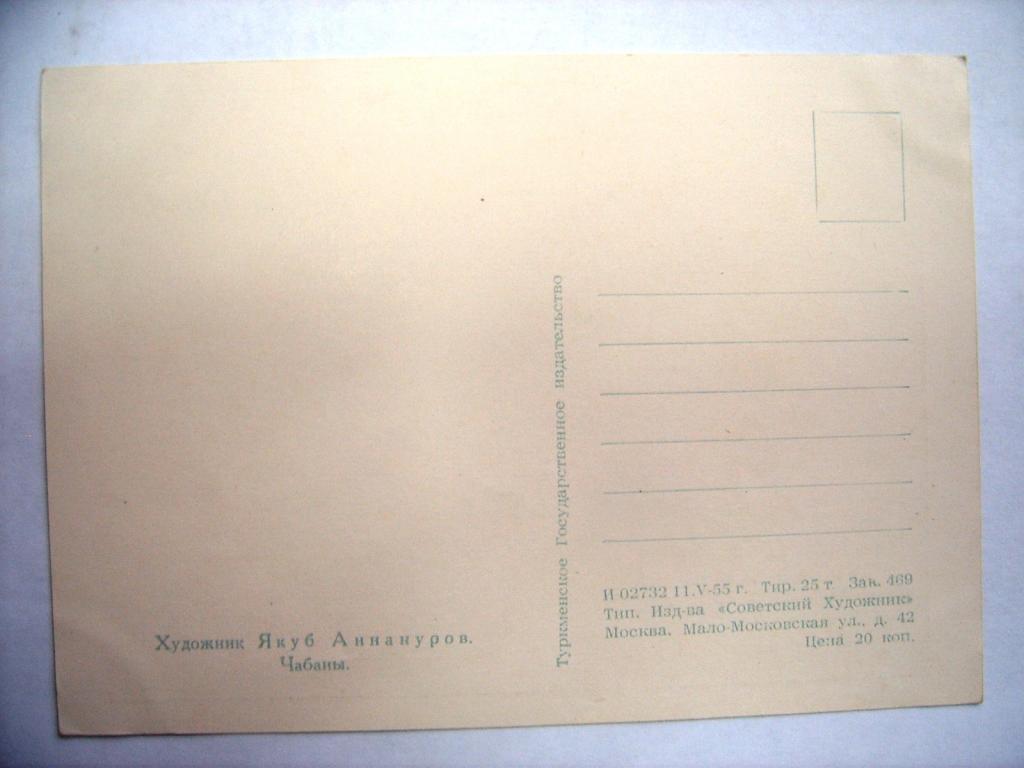 Художник Якуб Аннануров.
Чабаны.
Туркменское Государственное издательство
И 02732 11.V-55 г. Тир. 25 т Зак. 469
Тип. Изд-ва «Советский Художник»
Москва, Мало-Московская ул., д. 42
Цена 20 коп.